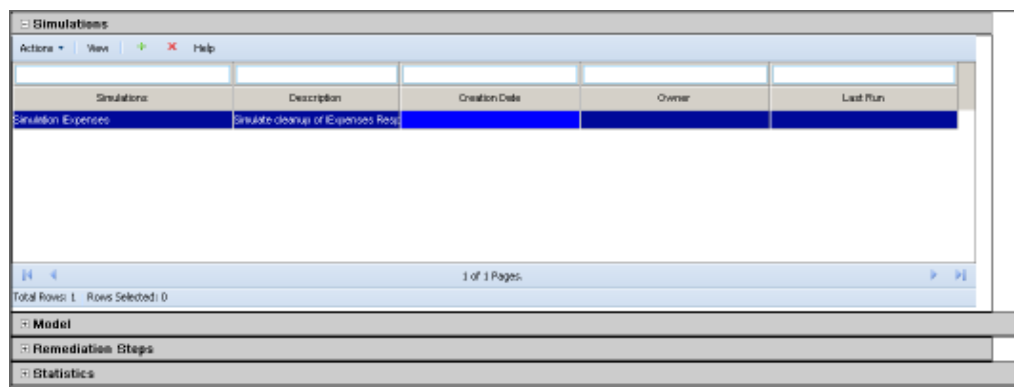 Simulations
Actions View Help
Simulations Description Creation Date Owner Last Run
Simulation Expenses Simulate cleanup of iExpenses Resp
1 of 1 Pages.
Total Rows: 1 Rows Selected: 0
Model
Remediation Steps
Statistics